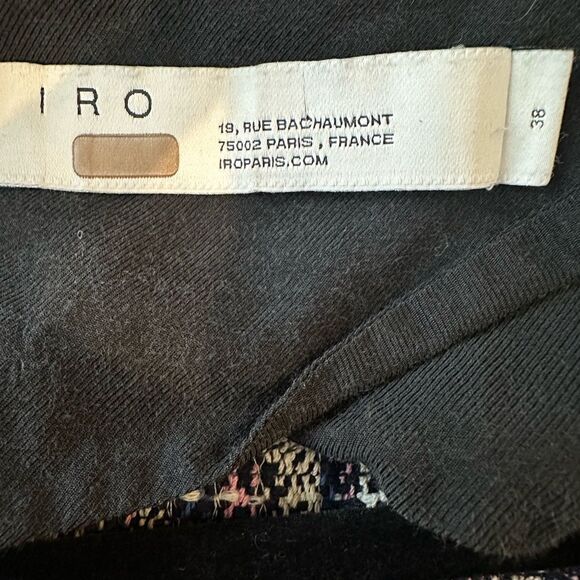 IRO
19, RUE BACHAUMONT
75002 PARIS , FRANCE
IROPARIS.COM
38